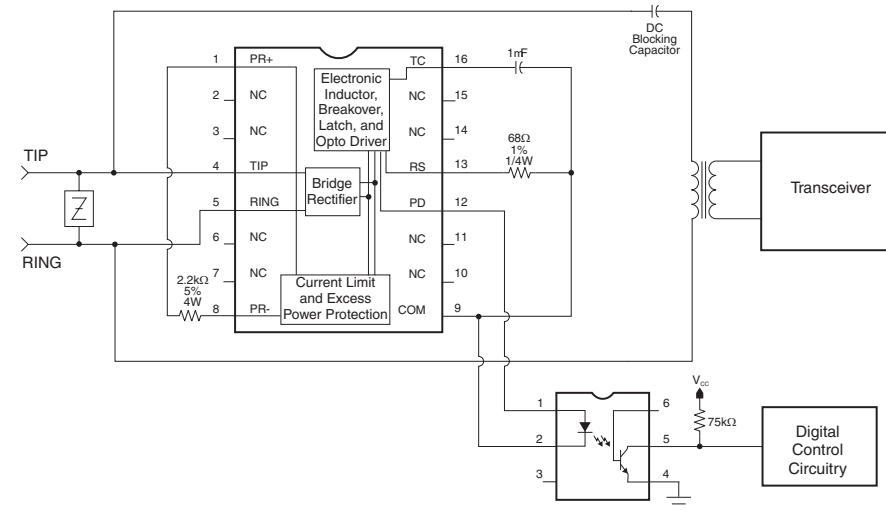 DC
Blocking
Capacitor
1 PR+
2 NC
3 NC
4 TIP
5 RING
6 NC
7 NC
8 PR-
TC 16
NC 15
NC 14
RS 13
PD 12
NC 11
NC 10
COM 9
Electronic
Inductor,
Breakover,
Latch, and
Opto Driver
Bridge
Rectifier
Current Limit
and Excess
Power Protection
1mF
68Ω
1%
1/4W
TIP
Z
RING
2.2kΩ
5%
4W
Transceiver
1
2
3
6
5
4
Vcc
75kΩ
Digital
Control
Circuitry